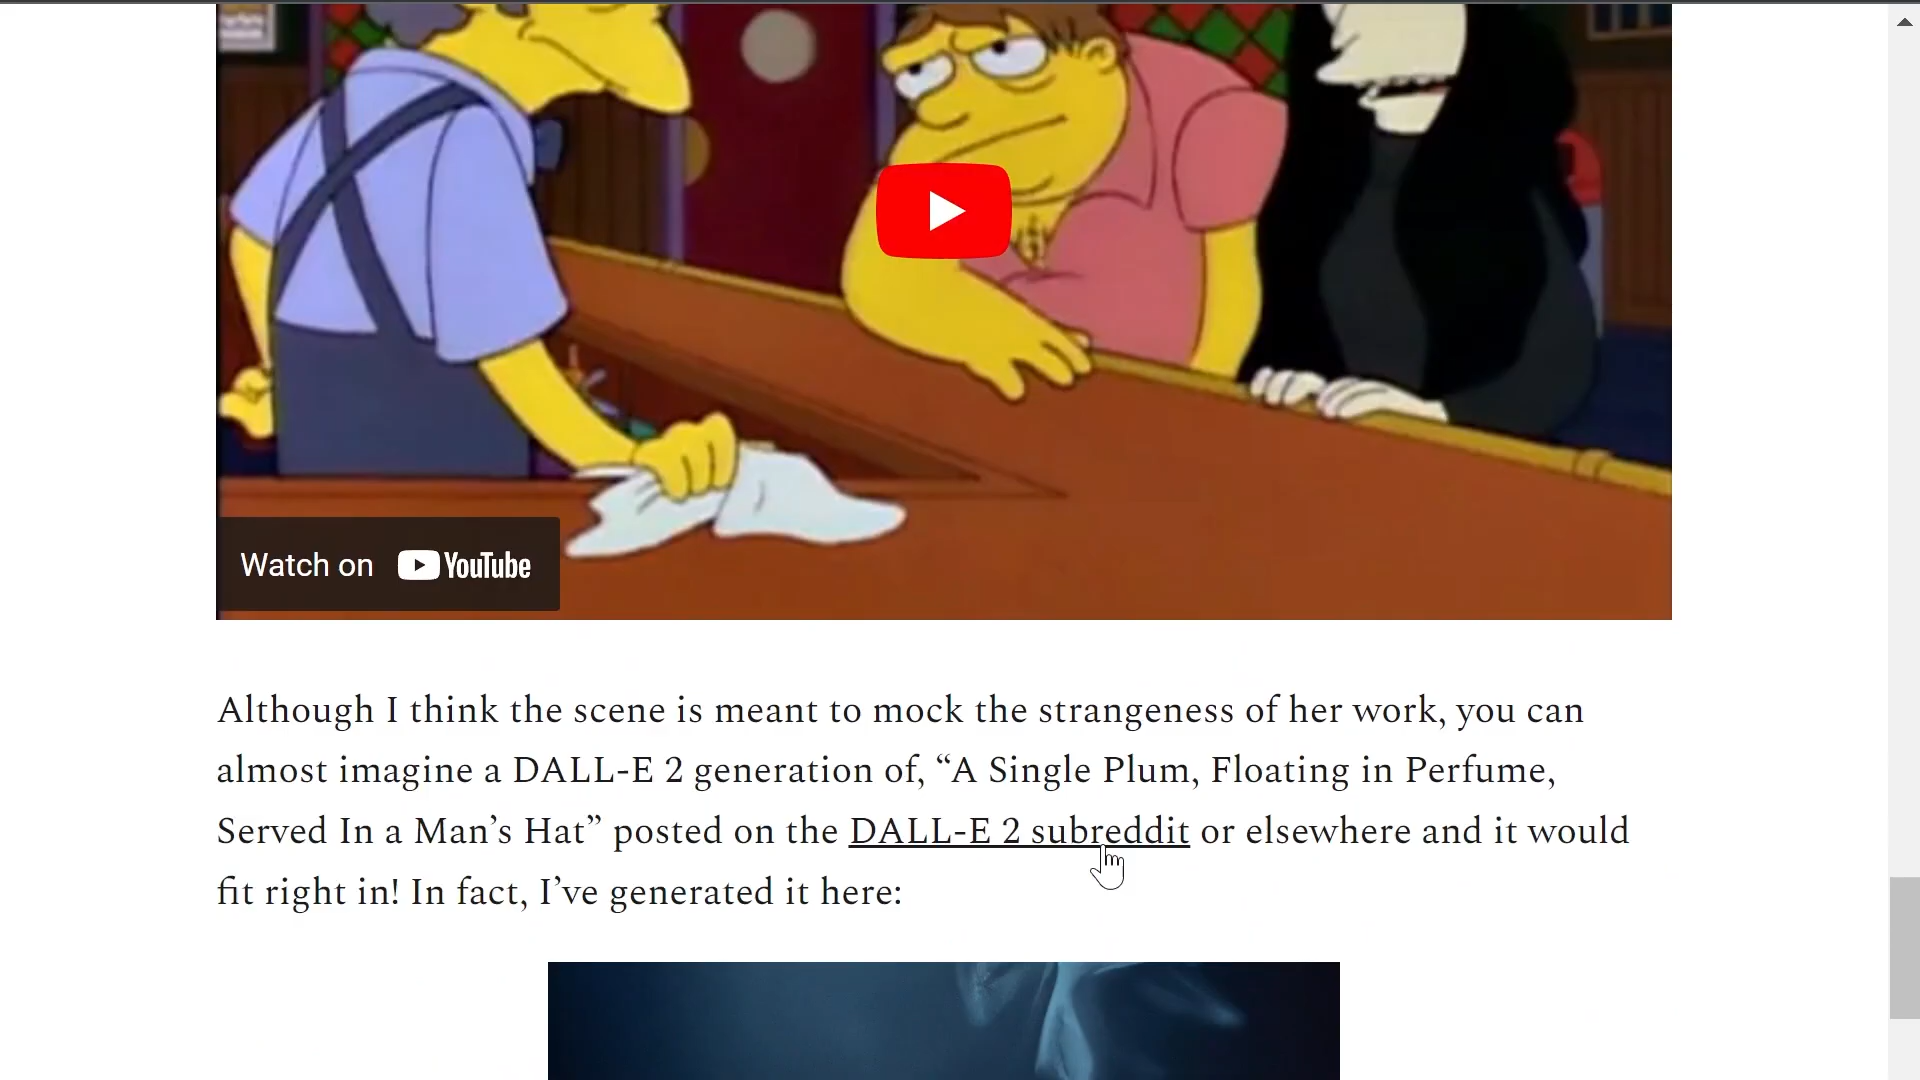 Watch on YouTube
Although I think the scene is meant to mock the strangeness of her work, you can
almost imagine a DALL-E 2 generation of, “A Single Plum, Floating in Perfume,
Served In a Man’s Hat” posted on the DALL-E 2 subreddit or elsewhere and it would
fit right in! In fact, I’ve generated it here: